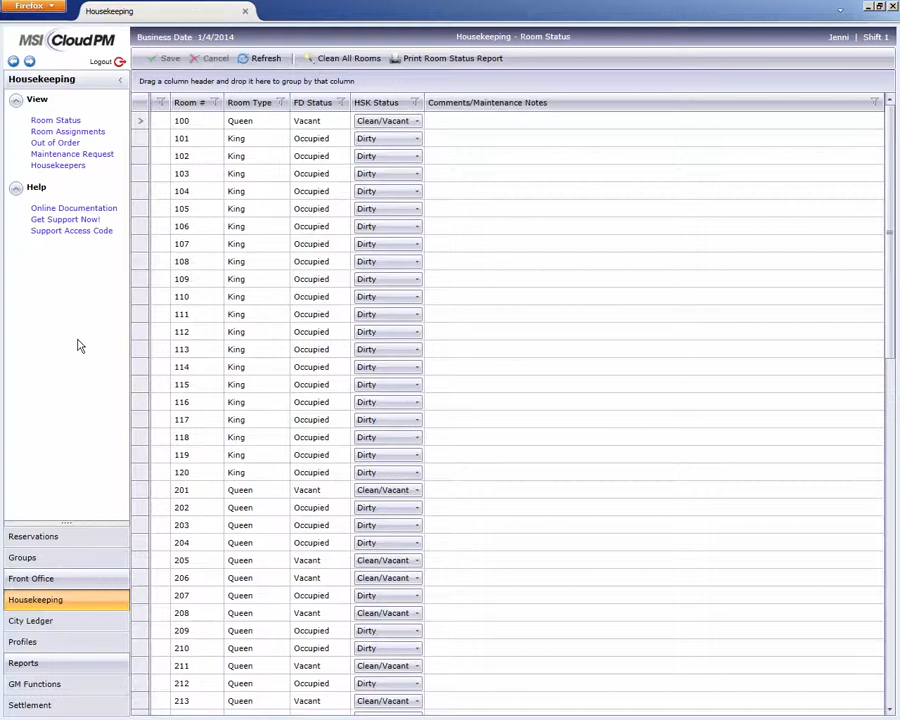 Firefox
Housekeeping
MSI CloudPM
Business Date 1/4/2014 Housekeeping - Room Status Jenni Shift 1
Logout
Save Cancel Refresh Clean All Rooms Print Room Status Report
Housekeeping
Drag a column header and drop it here to group by that column
View
Room Status
Room Assignments
Out of Order
Maintenance Request
Housekeepers
Help
Online Documentation
Get Support Now!
Support Access Code
Reservations
Groups
Front Office
Housekeeping
City Ledger
Profiles
Reports
GM Functions
Settlement
Room # Room Type FD Status HSK Status Comments/Maintenance Notes
100 Queen Vacant Clean/Vacant
101 King Occupied Dirty
102 King Occupied Dirty
103 King Occupied Dirty
104 King Occupied Dirty
105 King Occupied Dirty
106 King Occupied Dirty
107 King Occupied Dirty
108 King Occupied Dirty
109 King Occupied Dirty
110 King Occupied Dirty
111 King Occupied Dirty
112 King Occupied Dirty
113 King Occupied Dirty
114 King Occupied Dirty
115 King Occupied Dirty
116 King Occupied Dirty
117 King Occupied Dirty
118 King Occupied Dirty
119 King Occupied Dirty
120 King Occupied Dirty
201 Queen Vacant Clean/Vacant
202 Queen Occupied Dirty
203 Queen Occupied Dirty
204 Queen Occupied Dirty
205 Queen Vacant Clean/Vacant
206 Queen Vacant Clean/Vacant
207 Queen Occupied Dirty
208 Queen Vacant Clean/Vacant
209 Queen Occupied Dirty
210 Queen Occupied Dirty
211 Queen Vacant Clean/Vacant
212 Queen Occupied Dirty
213 Queen Vacant Clean/Vacant